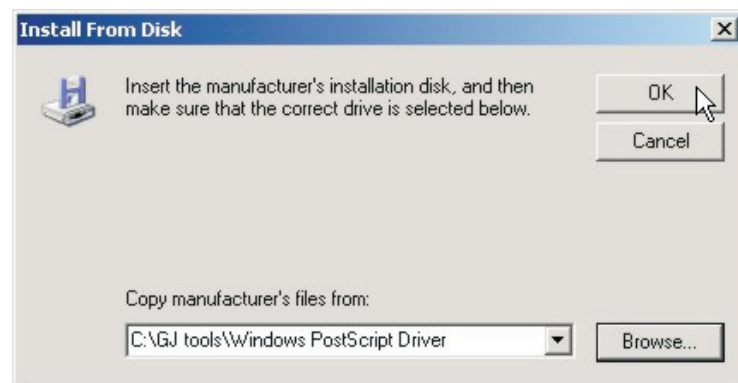 Install From Disk
Insert the manufacturer's installation disk, and then
make sure that the correct drive is selected below.
OK
Cancel
Copy manufacturer's files from:
C:\GJ tools\Windows PostScript Driver
Browse...